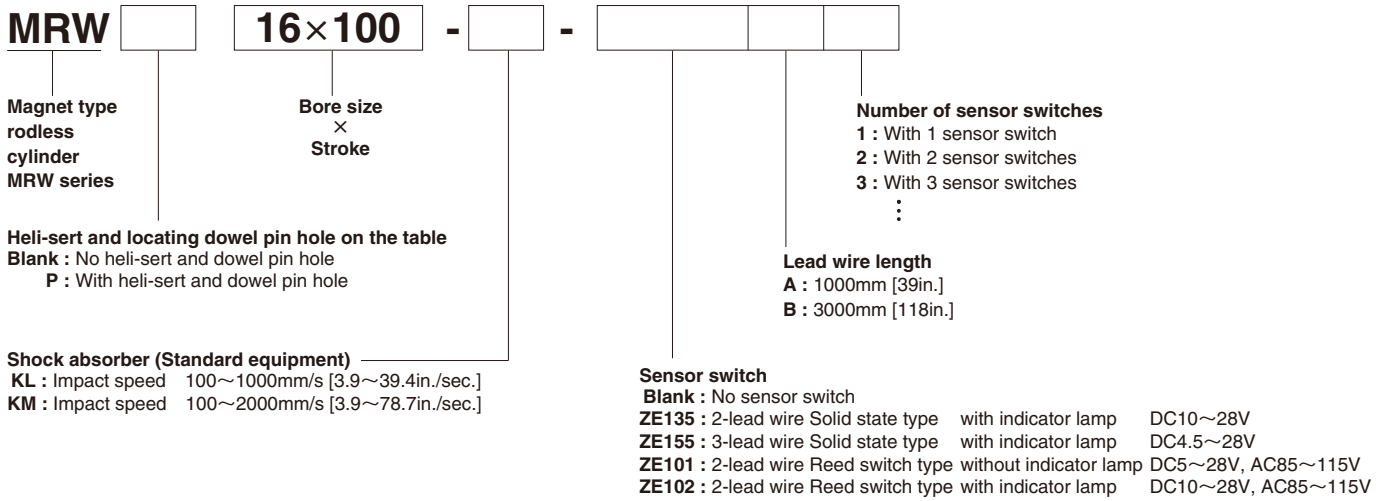 MRW 16×100 - -
Magnet type
rodless
cylinder
MRW series
Bore size
×
Stroke
Number of sensor switches
1 : With 1 sensor switch
2 : With 2 sensor switches
3 : With 3 sensor switches
⋮
Heli-sert and locating dowel pin hole on the table
Blank : No heli-sert and dowel pin hole
P : With heli-sert and dowel pin hole
Lead wire length
A : 1000mm [39in.]
B : 3000mm [118in.]
Shock absorber (Standard equipment)
KL : Impact speed 100～1000mm/s [3.9～39.4in./sec.]
KM : Impact speed 100～2000mm/s [3.9～78.7in./sec.]
Sensor switch
Blank : No sensor switch
ZE135 : 2-lead wire Solid state type with indicator lamp DC10～28V
ZE155 : 3-lead wire Solid state type with indicator lamp DC4.5～28V
ZE101 : 2-lead wire Reed switch type without indicator lamp DC5～28V, AC85～115V
ZE102 : 2-lead wire Reed switch type with indicator lamp DC10～28V, AC85～115V